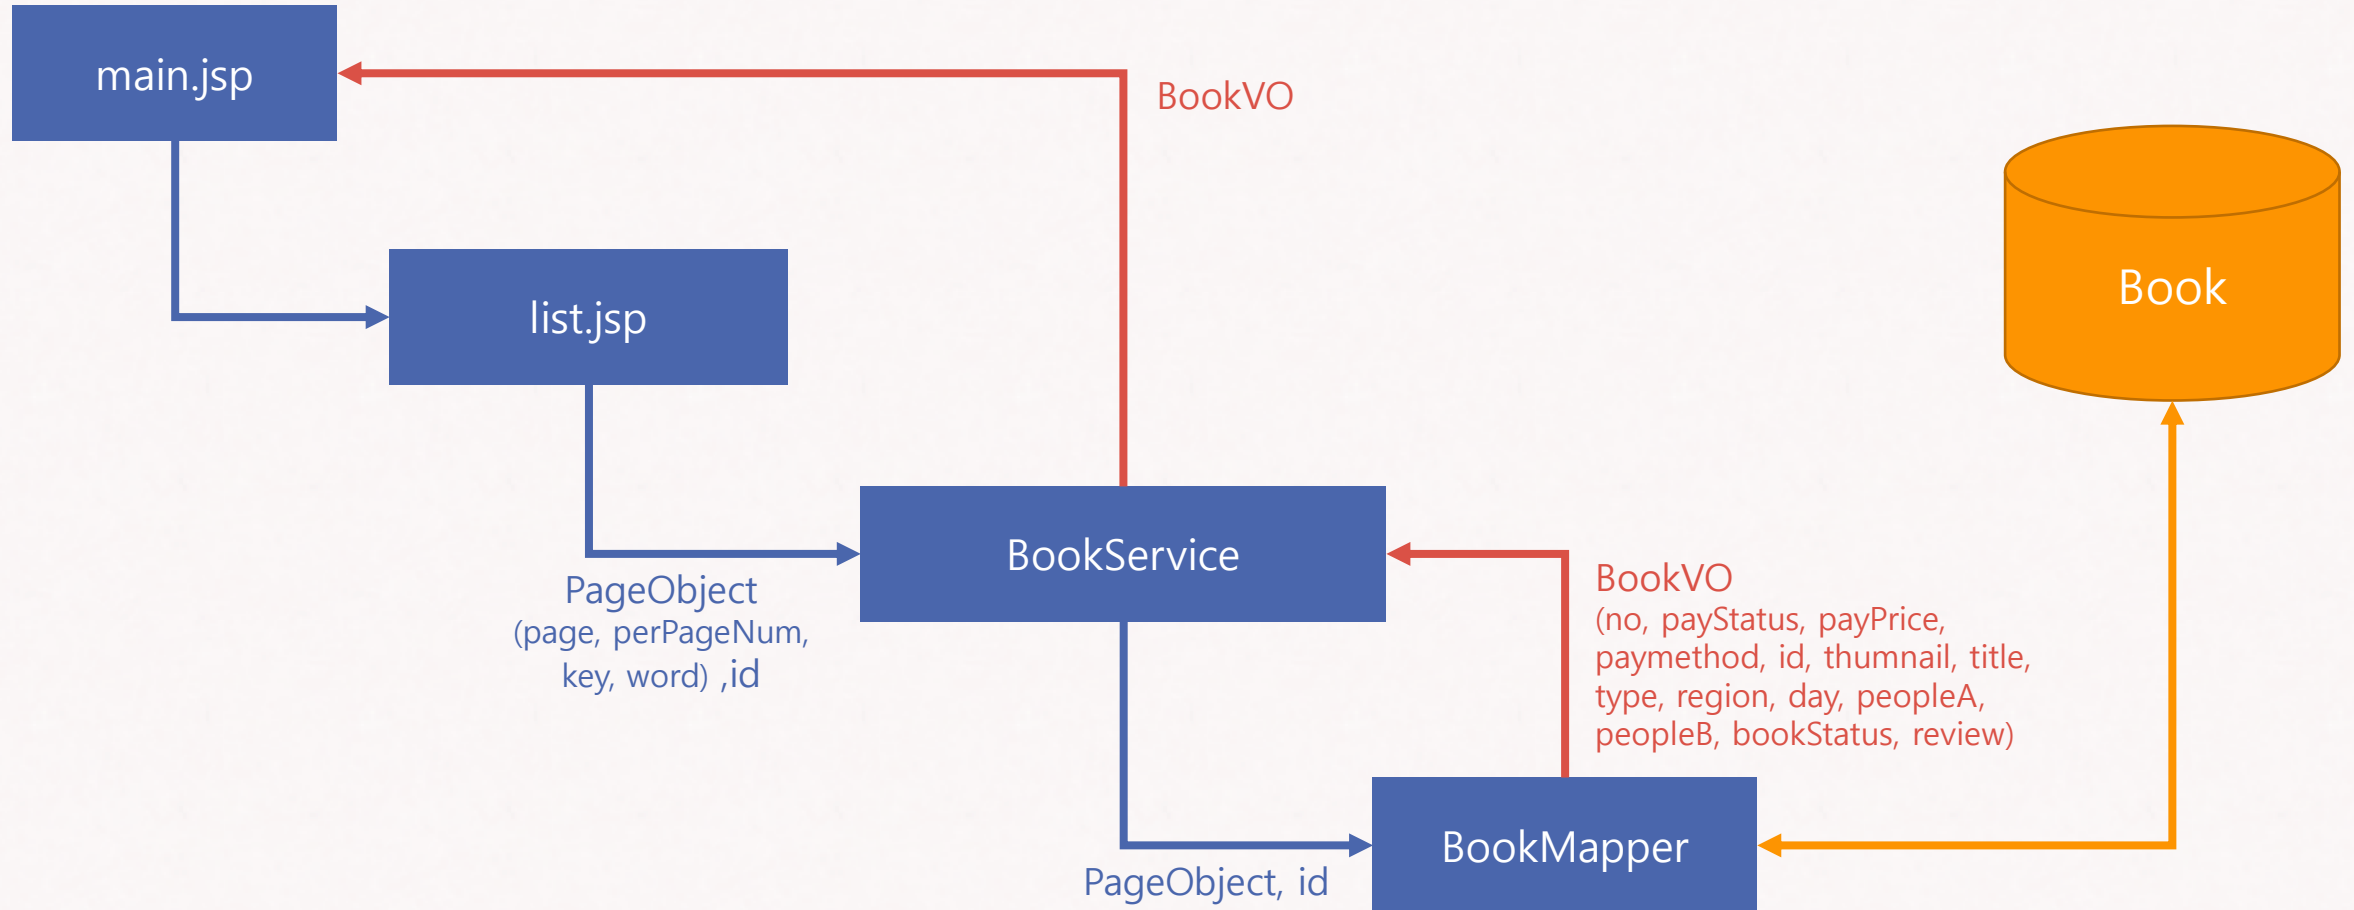 main.jsp
BookVO
Book
list.jsp
BookService
PageObject
(page, perPageNum,
key, word) ,id
BookVO
(no, payStatus, payPrice,
paymethod, id, thumnail, title,
type, region, day, peopleA,
peopleB, bookStatus, review)
BookMapper
PageObject, id